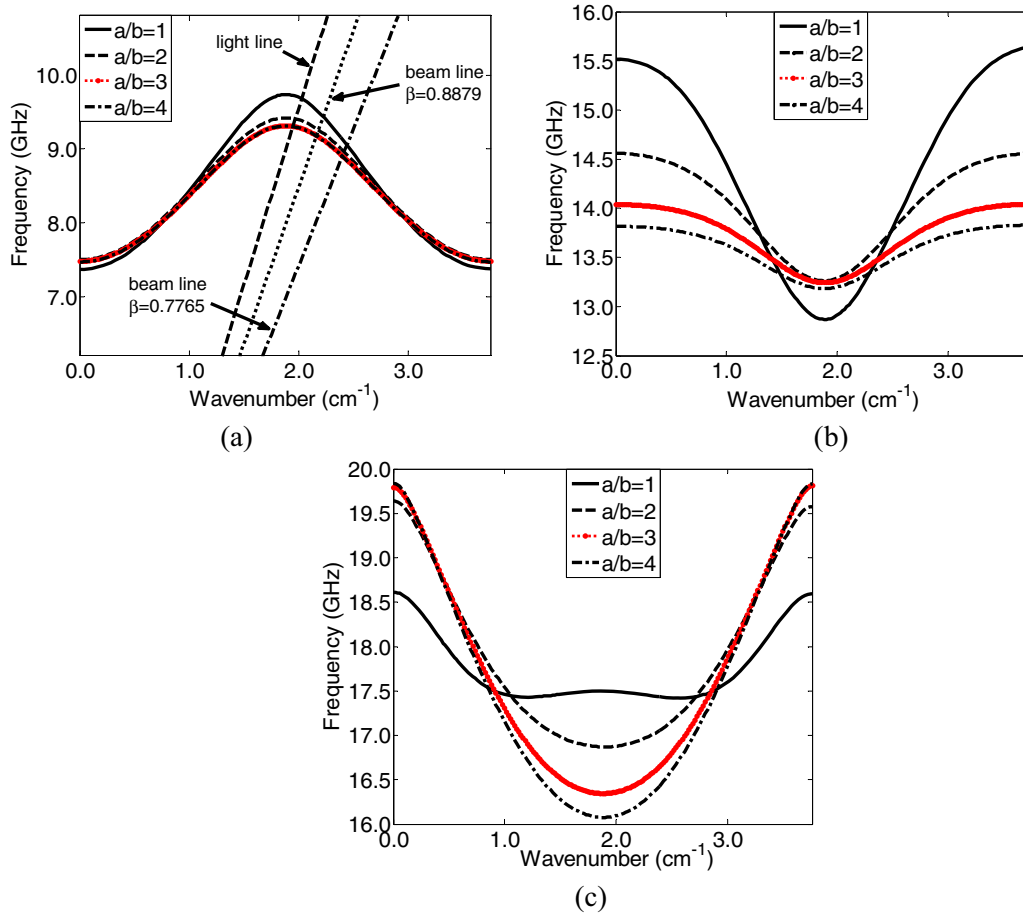 a/b=1
a/b=2
a/b=3
a/b=4
light line
beam line
β=0.8879
beam line
β=0.7765
10.0
9.0
8.0
7.0
Frequency (GHz)
0.0 1.0 2.0 3.0
Wavenumber (cm-1)
(a)
a/b=1
a/b=2
a/b=3
a/b=4
16.0
15.5
15.0
14.5
14.0
13.5
13.0
12.5
Frequency (GHz)
0.0 1.0 2.0 3.0
Wavenumber (cm-1)
(b)
a/b=1
a/b=2
a/b=3
a/b=4
20.0
19.5
19.0
18.5
18.0
17.5
17.0
16.5
16.0
Frequency (GHz)
0.0 1.0 2.0 3.0
Wavenumber (cm-1)
(c)